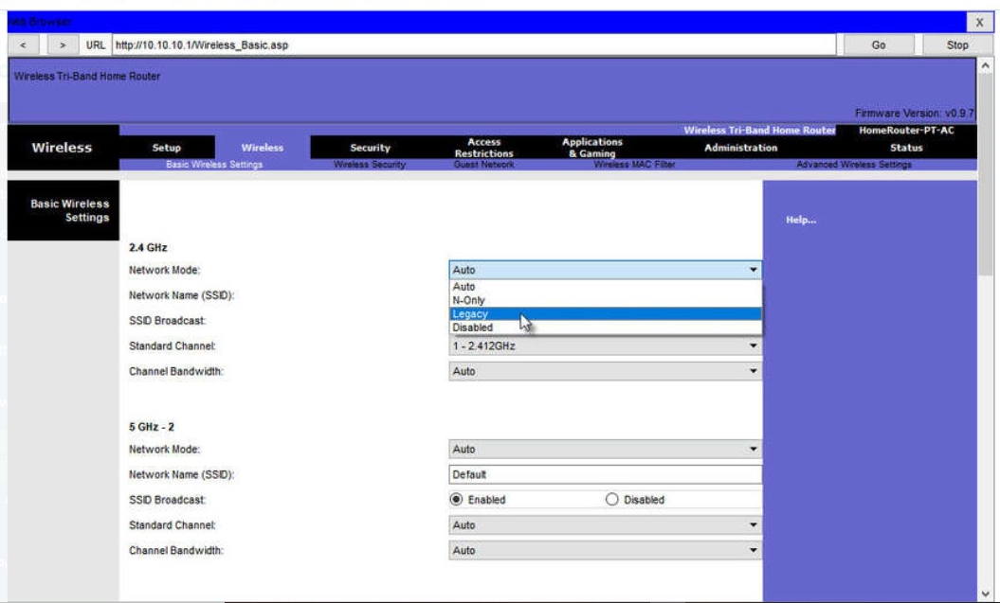 Web Browser
X
< > URL http://10.10.10.1/Wireless_Basic.asp Go Stop
Wireless Tri-Band Home Router
Firmware Version: v0.9.7
Wireless Tri-Band Home Router HomeRouter-PT-AC
Wireless Setup Wireless Security Access Restrictions Applications & Gaming Administration Status
Basic Wireless Settings Wireless Security Guest Network Wireless MAC Filter Advanced Wireless Settings
Basic Wireless
Settings
Help...
2.4 GHz
Network Mode: Auto
Auto
Network Name (SSID): N-Only
Legacy
SSID Broadcast: Disabled
Standard Channel: 1 - 2.412GHz
Channel Bandwidth: Auto
5 GHz - 2
Network Mode: Auto
Network Name (SSID): Default
SSID Broadcast: Enabled Disabled
Standard Channel: Auto
Channel Bandwidth: Auto